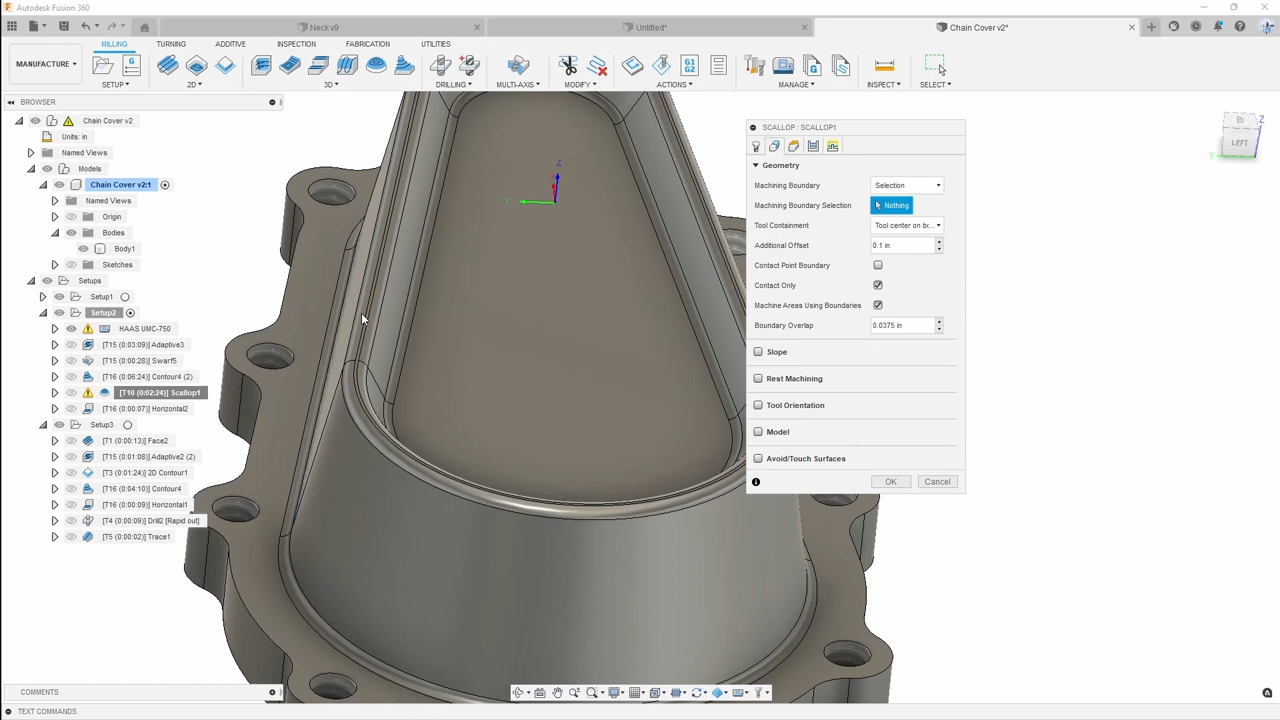 Autodesk Fusion 360
Neck v9
Untitled*
Chain Cover v2*
MILLING TURNING ADDITIVE INSPECTION FABRICATION UTILITIES
MANUFACTURE
SETUP 2D 3D DRILLING MULTI-AXIS MODIFY ACTIONS MANAGE INSPECT SELECT
G1
G2
BROWSER
Chain Cover v2
Units: in
Named Views
Models
Chain Cover v2:1
Named Views
Origin
Bodies
Body1
Sketches
Setups
Setup1
Setup2
HAAS UMC-750
[T15 (0:03:09)] Adaptive3
[T15 (0:00:28)] Swarf5
[T16 (0:06:24)] Contour4 (2)
[T10 (0:02:24)] Scallop1
[T16 (0:00:07)] Horizontal2
Setup3
[T1 (0:00:13)] Face2
[T15 (0:01:08)] Adaptive2 (2)
[T3 (0:01:24)] 2D Contour1
[T16 (0:04:10)] Contour4
[T16 (0:00:09)] Horizontal1
[T4 (0:00:09)] Drill2 [Rapid out]
[T5 (0:00:02)] Trace1
Z
Y
Z
LEFT
Y
SCALLOP : SCALLOP1
Geometry
Machining Boundary Selection
Machining Boundary Selection Nothing
Tool Containment Tool center on bo...
Additional Offset 0.1 in
Contact Point Boundary
Contact Only
Machine Areas Using Boundaries
Boundary Overlap 0.0375 in
Slope
Rest Machining
Tool Orientation
Model
Avoid/Touch Surfaces
OK Cancel
COMMENTS
TEXT COMMANDS